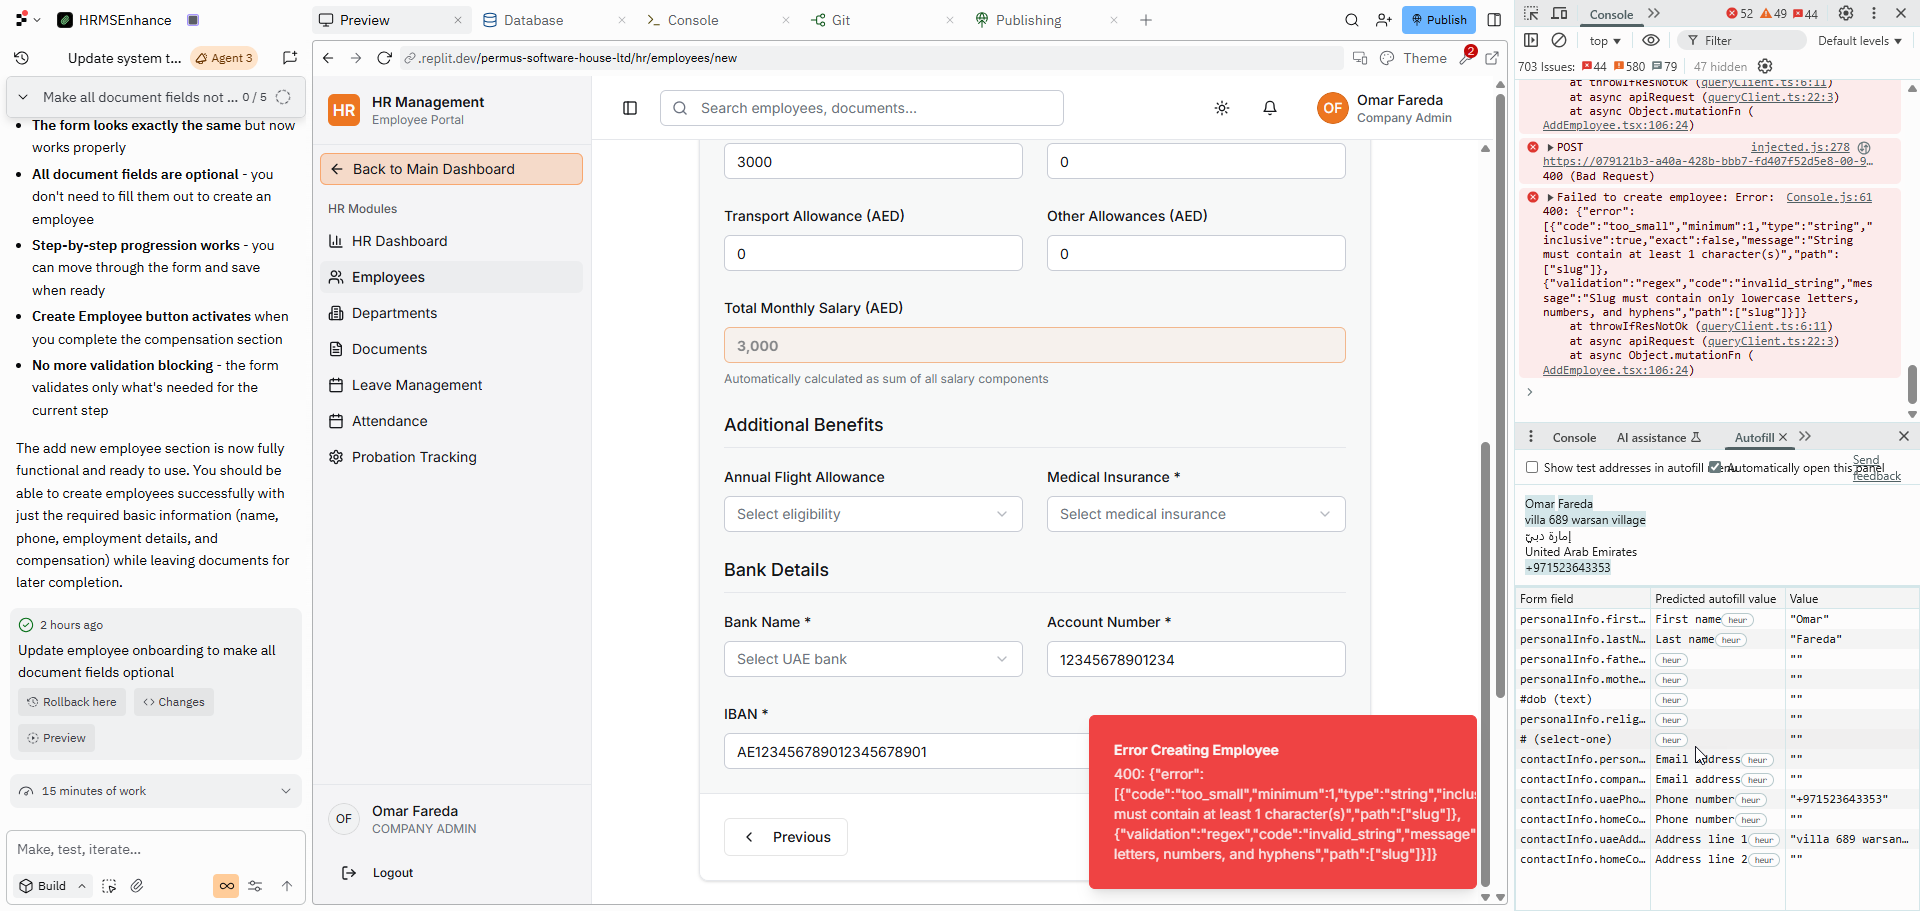 HRMSEnhance
Update system t...
Agent 3
Make all document fields not ... 0 / 5
The form looks exactly the same but now
works properly
All document fields are optional - you
don't need to fill them out to create an
employee
Step-by-step progression works - you
can move through the form and save
when ready
Create Employee button activates when
you complete the compensation section
No more validation blocking - the form
validates only what's needed for the
current step
The add new employee section is now fully
functional and ready to use. You should be
able to create employees successfully with
just the required basic information (name,
phone, employment details, and
compensation) while leaving documents for
later completion.
2 hours ago
Update employee onboarding to make all
document fields optional
Rollback here
Changes
Preview
15 minutes of work
Make, test, iterate...
Build
Preview
Database
Console
Git
Publishing
Publish
.replit.dev/permus-software-house-ltd/hr/employees/new
Theme
2
HR
HR Management
Employee Portal
Back to Main Dashboard
HR Modules
HR Dashboard
Employees
Departments
Documents
Leave Management
Attendance
Probation Tracking
OF
Omar Fareda
COMPANY ADMIN
Logout
Search employees, documents...
OF
Omar Fareda
Company Admin
3000
0
Transport Allowance (AED)
Other Allowances (AED)
0
0
Total Monthly Salary (AED)
3,000
Automatically calculated as sum of all salary components
Additional Benefits
Annual Flight Allowance
Medical Insurance *
Select eligibility
Select medical insurance
Bank Details
Bank Name *
Account Number *
Select UAE bank
12345678901234
IBAN *
AE123456789012345678901
Previous
Error Creating Employee
400: {"error":
[{"code":"too_small","minimum":1,"type":"string","inclus
must contain at least 1 character(s)","path":["slug"]},
{"validation":"regex","code":"invalid_string","message"
letters, numbers, and hyphens","path":["slug"]}]}
Console
52
49
44
top
Filter
Default levels
703 Issues:
44
580
79
47 hidden
at throwIfResNotOk (queryClient.ts:6:11)
at async apiRequest (queryClient.ts:22:3)
at async Object.mutationFn (
AddEmployee.tsx:106:24)
POST
injected.js:278
https://079121b3-a40a-428b-bbb7-fd407f52d5e8-00-9…
400 (Bad Request)
Failed to create employee: Error:
Console.js:61
400: {"error":
[{"code":"too_small","minimum":1,"type":"string","
inclusive":true,"exact":false,"message":"String
must contain at least 1 character(s)","path":
["slug"]},
{"validation":"regex","code":"invalid_string","mes
sage":"Slug must contain only lowercase letters,
numbers, and hyphens","path":["slug"]}]}
at throwIfResNotOk (queryClient.ts:6:11)
at async apiRequest (queryClient.ts:22:3)
at async Object.mutationFn (
AddEmployee.tsx:106:24)
Console
AI assistance
Autofill
Show test addresses in autofill menu
Automatically open this panel
Send
feedback
Omar Fareda
villa 689 warsan village
إمارة دبيّ
United Arab Emirates
+971523643353
Form field
Predicted autofill value
Value
personalInfo.first… First name heur "Omar"
personalInfo.lastN… Last name heur "Fareda"
personalInfo.fathe… heur ""
personalInfo.mothe… heur ""
#dob (text) heur ""
personalInfo.relig… heur ""
# (select-one) heur ""
contactInfo.person… Email address heur ""
contactInfo.compan… Email address heur ""
contactInfo.uaePho… Phone number heur "+971523643353"
contactInfo.homeCo… Phone number heur ""
contactInfo.uaeAdd… Address line 1 heur "villa 689 warsan…
contactInfo.homeCo… Address line 2 heur ""